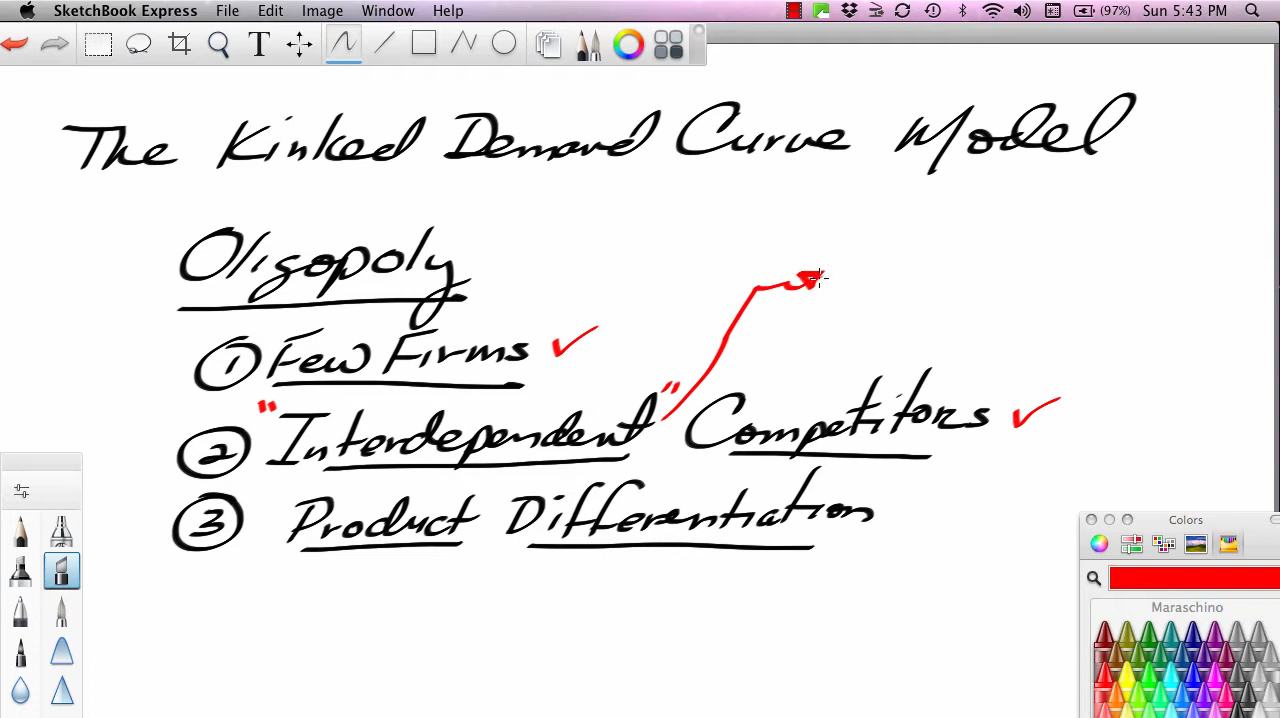 SketchBook Express File Edit Image Window Help (97%) Sun 5:43 PM
T
The Kinked Demand Curve Model
Oligopoly
① Few Firms ✓
② "Interdependent" Competitors ✓
③ Product Differentiation
Colors
Maraschino